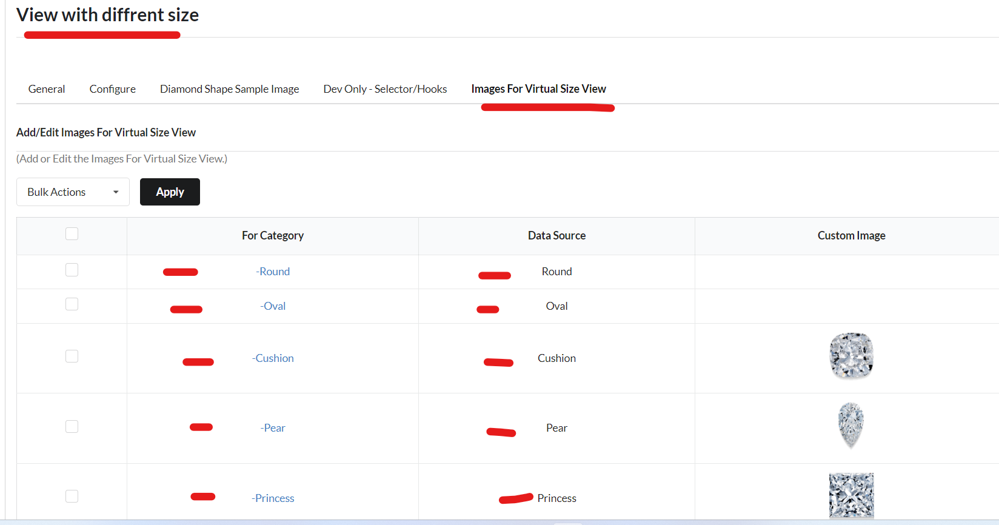 View with diffrent size
General Configure Diamond Shape Sample Image Dev Only - Selector/Hooks Images For Virtual Size View
Add/Edit Images For Virtual Size View
(Add or Edit the Images For Virtual Size View.)
Bulk Actions Apply
For Category Data Source Custom Image
-Round Round
-Oval Oval
-Cushion Cushion
-Pear Pear
-Princess Princess